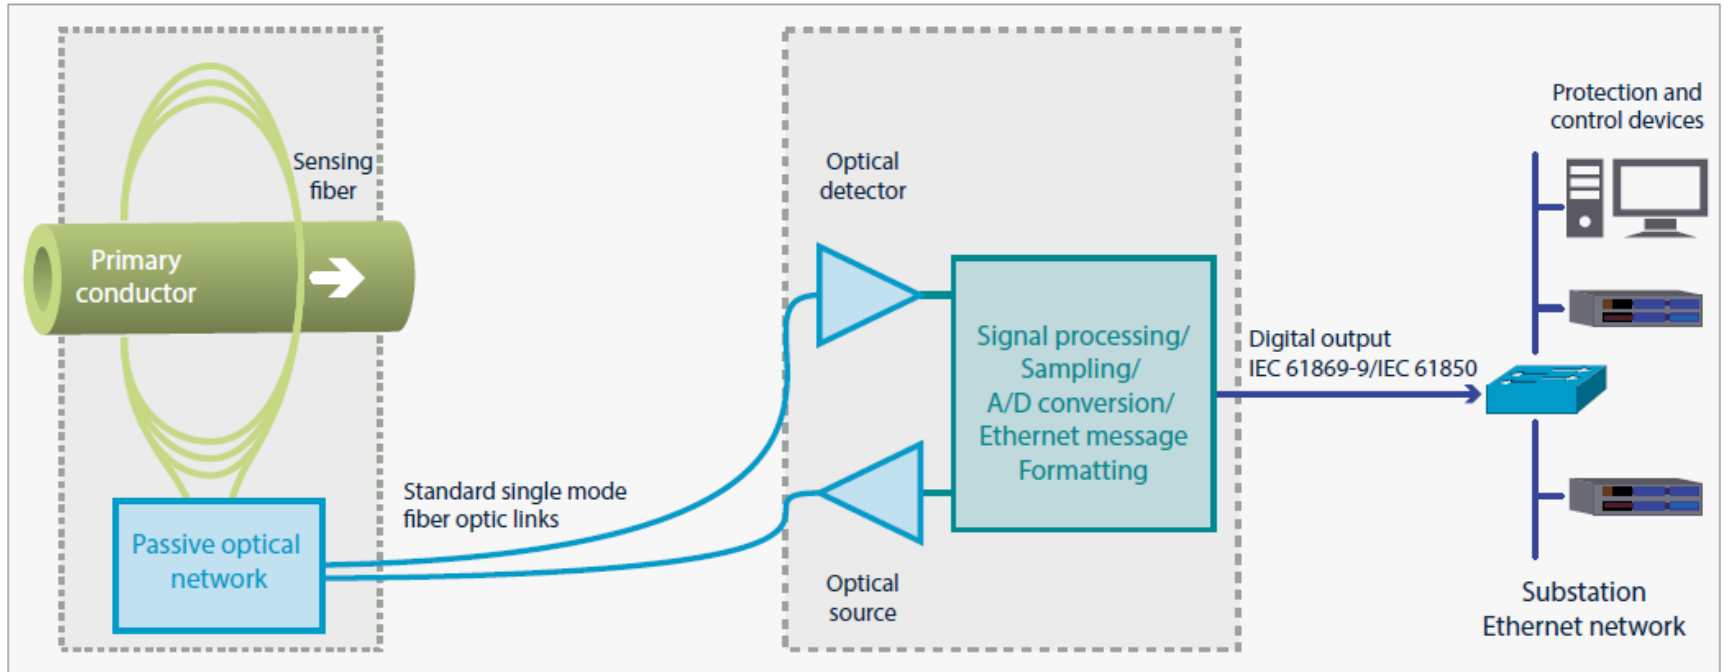 Sensing
fiber
Primary
conductor
Passive optical
network
Standard single mode
fiber optic links
Optical
detector
Signal processing/
Sampling/
A/D conversion/
Ethernet message
Formatting
Optical
source
Digital output
IEC 61869-9/IEC 61850
Protection and
control devices
Substation
Ethernet network